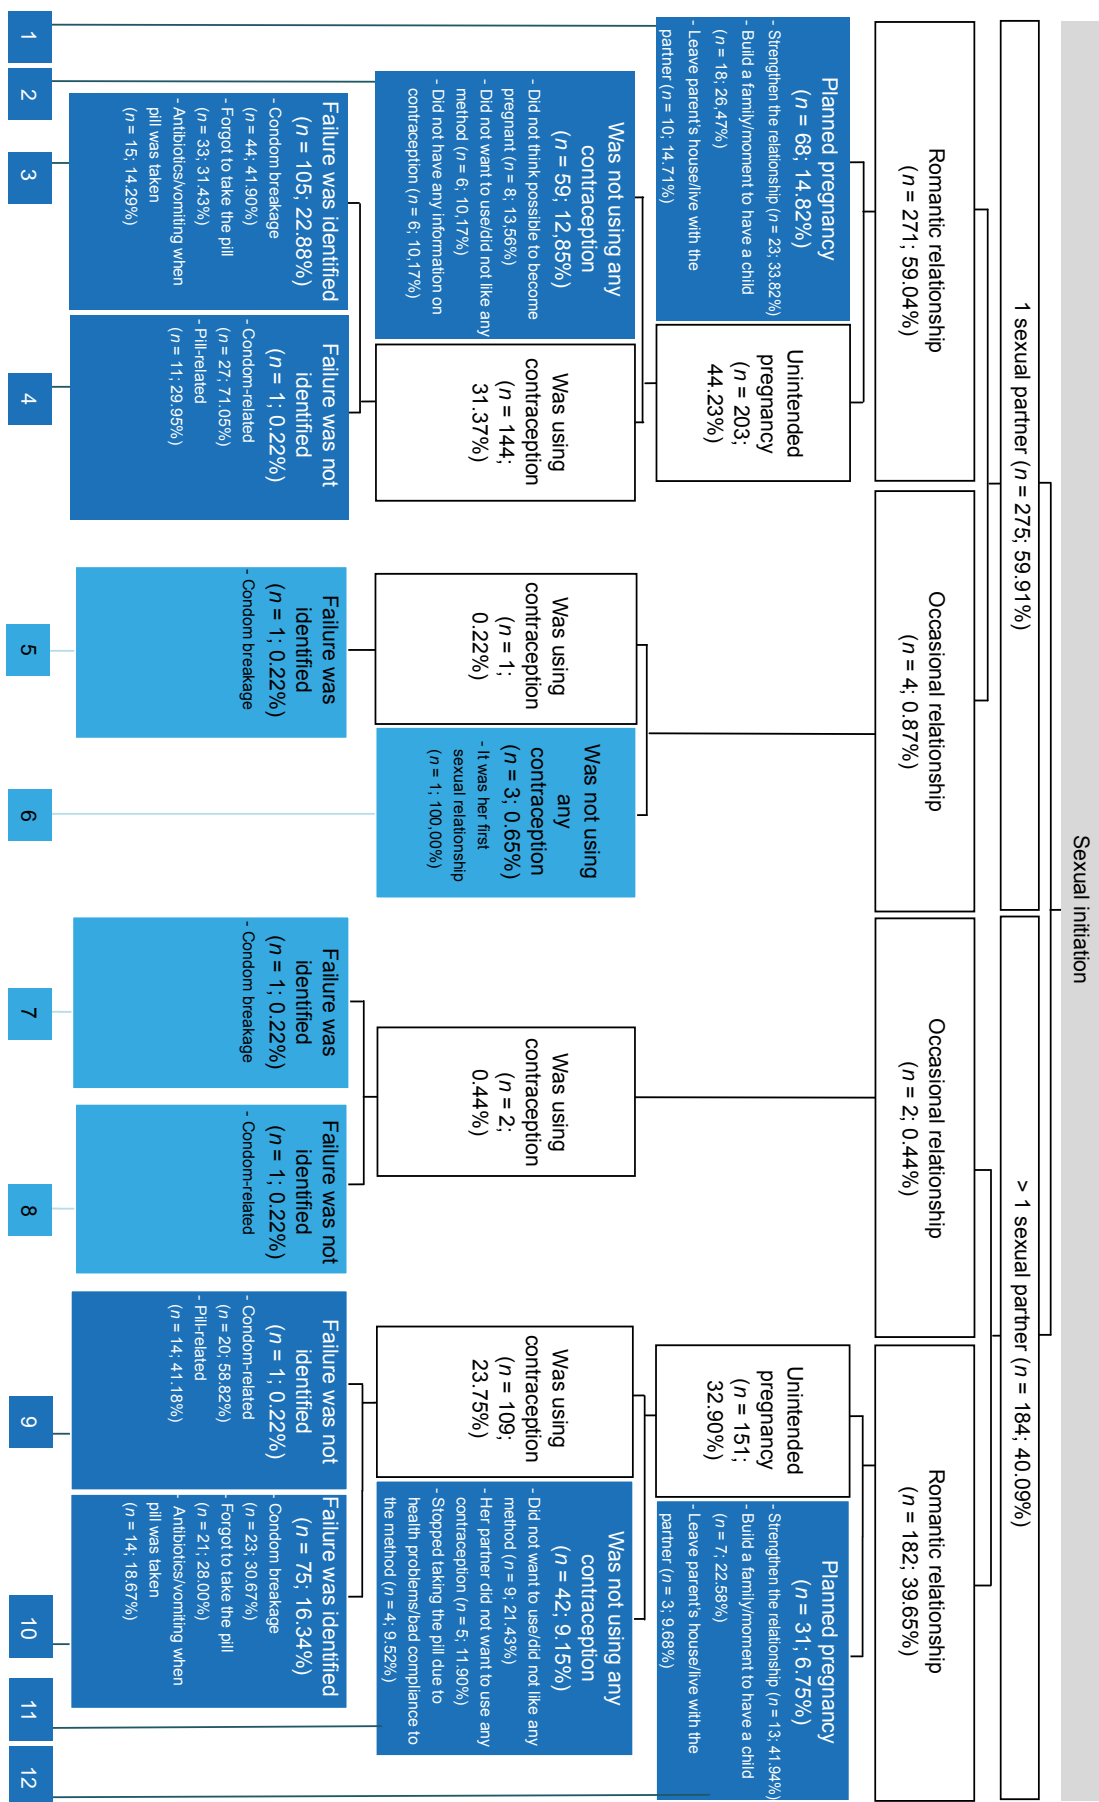 Sexual initiation
1 sexual partner (n = 275; 59.91%)
> 1 sexual partner (n = 184; 40.09%)
Romantic relationship
(n = 271; 59.04%)
Occasional relationship
(n = 4; 0.87%)
Occasional relationship
(n = 2; 0.44%)
Romantic relationship
(n = 182; 39.65%)
Planned pregnancy
(n = 68; 14.82%)
- Strengthen the relationship (n = 23; 33.82%)
- Build a family/moment to have a child
(n = 18; 26,47%)
- Leave parent's house/live with the
partner (n = 10; 14.71%)
Unintended
pregnancy
(n = 203;
44.23%)
Unintended
pregnancy
(n = 151;
32.90%)
Planned pregnancy
(n = 31; 6.75%)
- Strengthen the relationship (n = 13; 41.94%)
- Build a family/moment to have a child
(n = 7; 22.58%)
- Leave parent's house/live with the
partner (n = 3; 9.68%)
Was not using any
contraception
(n = 59; 12,85%)
- Did not think possible to become
pregnant (n = 8; 13,56%)
- Did not want to use/did not like any
method (n = 6; 10,17%)
- Did not have any information on
contraception (n = 6; 10,17%)
Was using
contraception
(n = 144;
31.37%)
Was using
contraception
(n = 1;
0.22%)
Was not using
any
contraception
(n = 3; 0.65%)
- It was her first
sexual relationship
(n = 1; 100,00%)
Was using
contraception
(n = 2;
0.44%)
Was using
contraception
(n = 109;
23.75%)
Was not using any
contraception
(n = 42; 9.15%)
- Did not want to use/did not like any
method (n = 9; 21.43%)
- Her partner did not want to use any
contraception (n = 5; 11.90%)
- Stopped taking the pill due to
health problems/bad compliance to
the method (n = 4; 9.52%)
Failure was identified
(n = 105; 22.88%)
- Condom breakage
(n = 44; 41.90%)
- Forgot to take the pill
(n = 33; 31.43%)
- Antibiotics/vomiting when
pill was taken
(n = 15; 14.29%)
Failure was not
identified
(n = 1; 0.22%)
- Condom-related
(n = 27; 71.05%)
- Pill-related
(n = 11; 29.95%)
Failure was
identified
(n = 1; 0.22%)
- Condom breakage
Failure was
identified
(n = 1; 0.22%)
- Condom breakage
Failure was not
identified
(n = 1; 0.22%)
- Condom-related
Failure was not
identified
(n = 1; 0.22%)
- Condom-related
(n = 20; 58.82%)
- Pill-related
(n = 14; 41.18%)
Failure was identified
(n = 75; 16.34%)
- Condom breakage
(n = 23; 30.67%)
- Forgot to take the pill
(n = 21; 28.00%)
- Antibiotics/vomiting when
pill was taken
(n = 14; 18.67%)
1
2
3
4
5
6
7
8
9
10
11
12